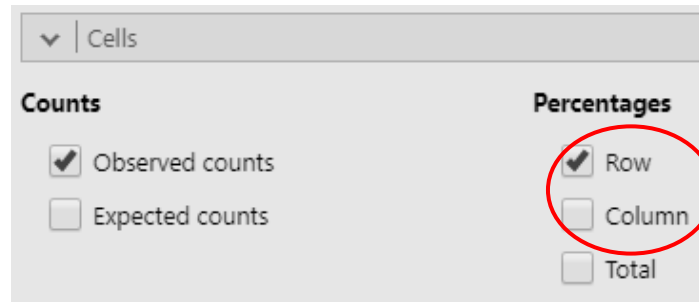 Cells
Counts
Percentages
Observed counts
Row
Expected counts
Column
Total